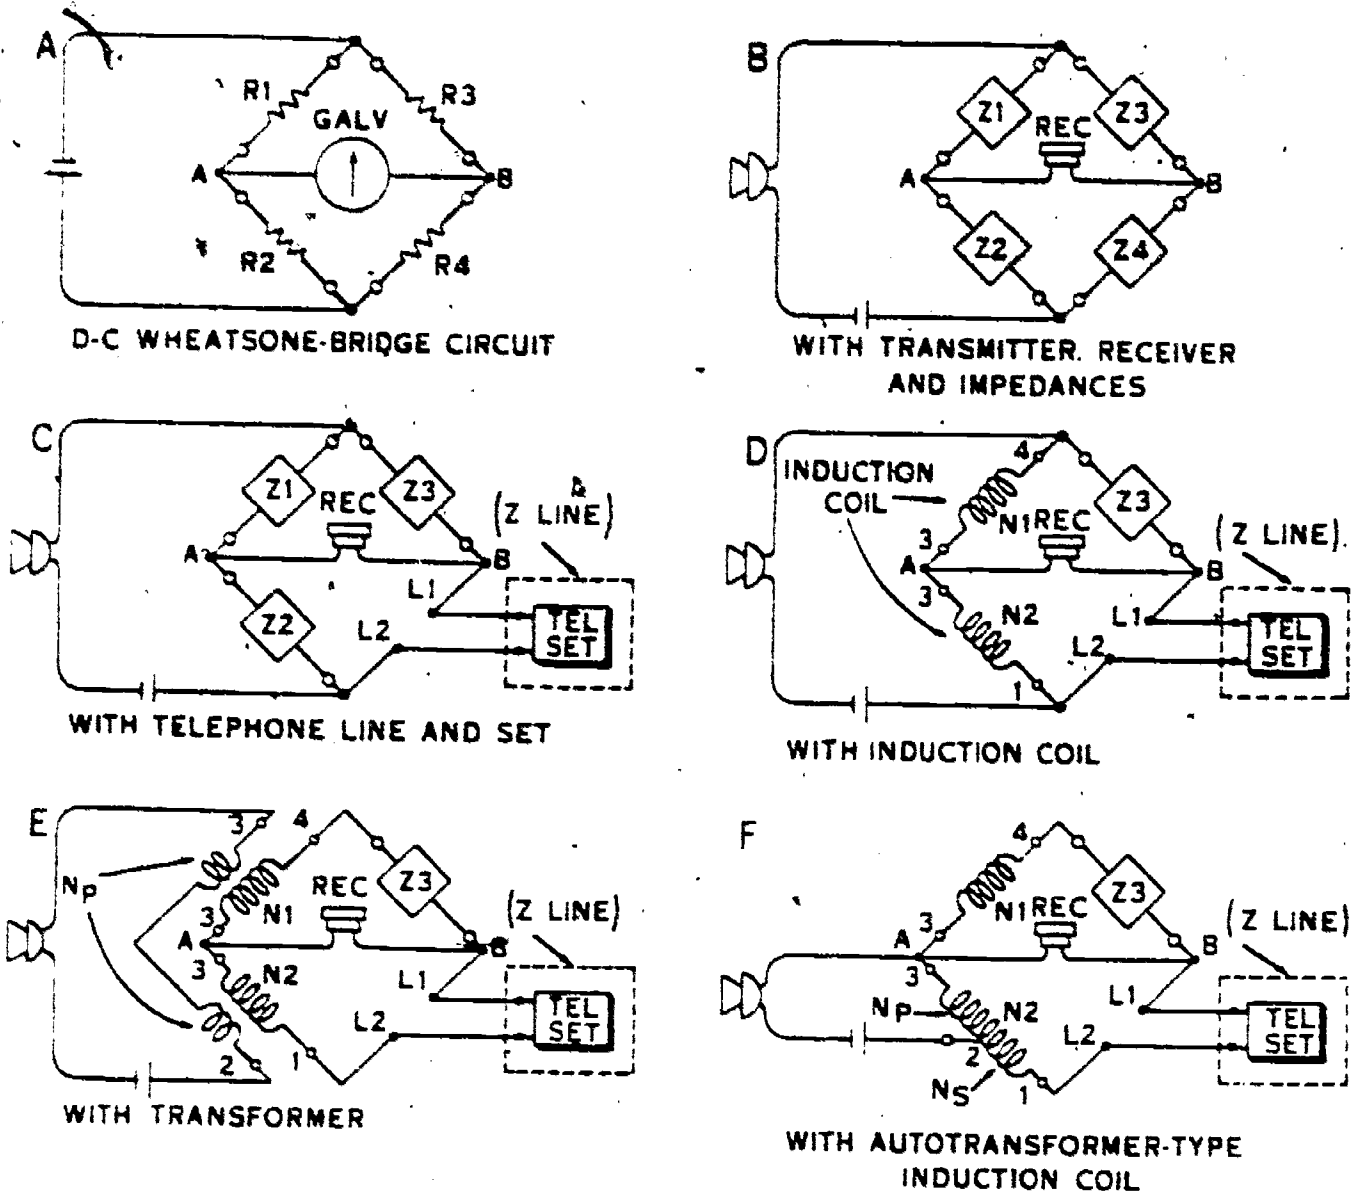 A
R1
R3
GALV
A
B
R2
R4
D-C WHEATSONE-BRIDGE CIRCUIT
B
Z1
Z3
REC
A
B
Z2
Z4
WITH TRANSMITTER. RECEIVER
AND IMPEDANCES
C
Z1
Z3
REC
(Z LINE)
A
B
L1
Z2
L2
TEL
SET
WITH TELEPHONE LINE AND SET
D
INDUCTION
COIL
4
Z3
N1 REC
(Z LINE).
3
A
B
3
N2
L1
L2
TEL
SET
1
WITH INDUCTION COIL
E
3
4
NP
Z3
REC
N1
(Z LINE)
3
A
B
3
N2
L1
L2
TEL
SET
2
1
WITH TRANSFORMER
F
4
Z3
N1 REC
(Z LINE)
3
A
B
3
NP
N2
L1
L2
TEL
SET
2
NS
1
WITH AUTOTRANSFORMER-TYPE
INDUCTION COIL